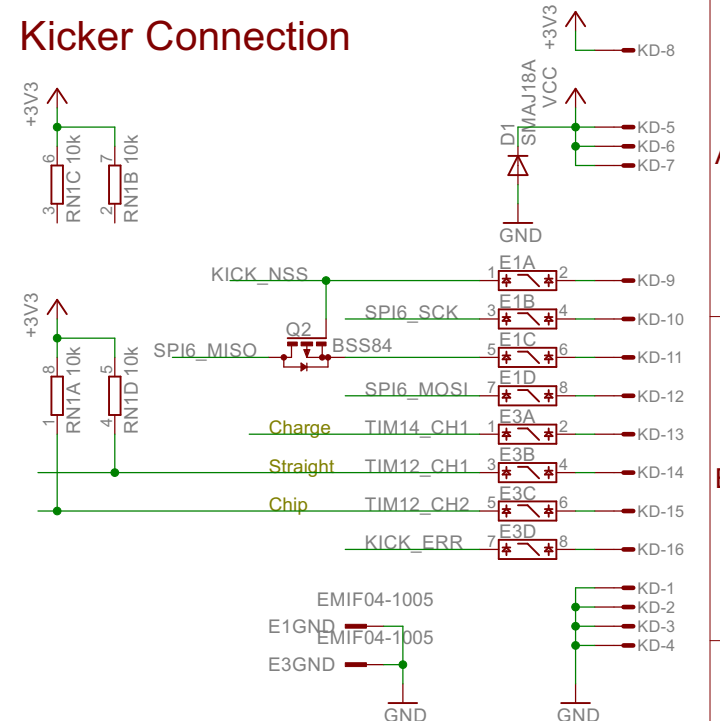 Kicker Connection
+3V3
KD-8
+3V3
SMAJ18A
VCC
D1
KD-5
KD-6
KD-7
6
RN1C 10k
3
7
RN1B 10k
2
GND
KICK_NSS
E1A
1
2
KD-9
+3V3
SPI6_SCK
E1B
3
4
KD-10
Q2
BSS84
SPI6_MISO
E1C
5
6
KD-11
8
RN1A 10k
1
5
RN1D 10k
4
SPI6_MOSI
E1D
7
8
KD-12
Charge
TIM14_CH1
E3A
1
2
KD-13
Straight
TIM12_CH1
E3B
3
4
KD-14
Chip
TIM12_CH2
E3C
5
6
KD-15
KICK_ERR
E3D
7
8
KD-16
EMIF04-1005
E1GND
EMIF04-1005
E3GND
GND
KD-1
KD-2
KD-3
KD-4
GND